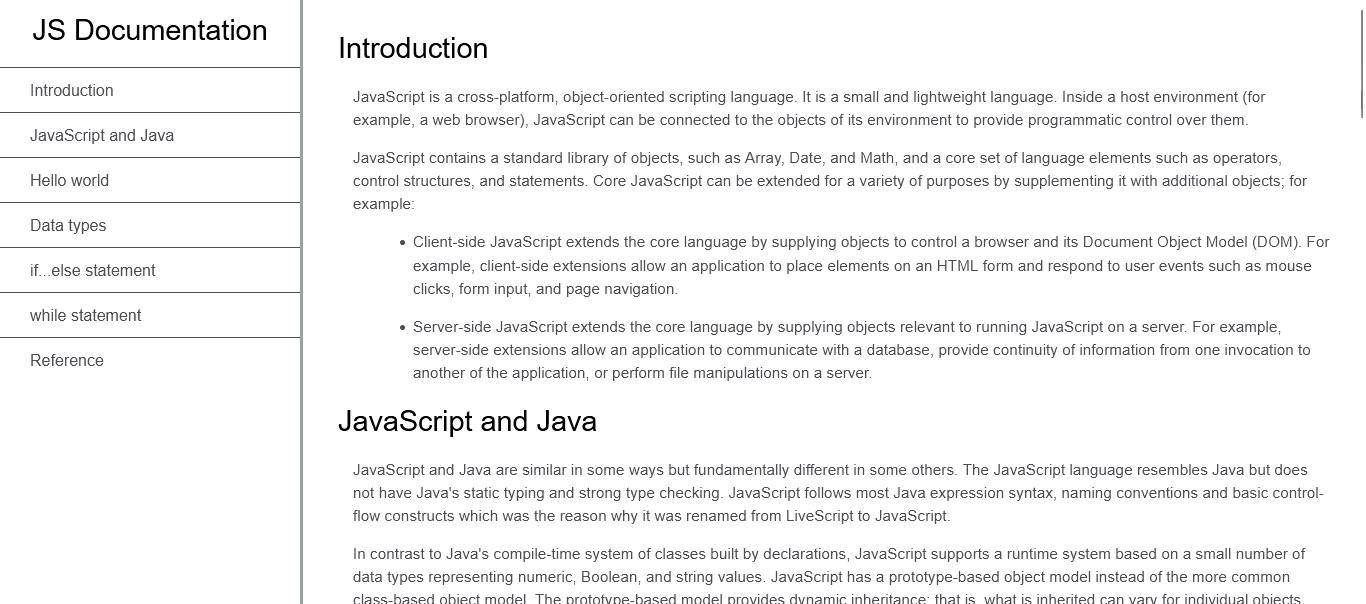 JS Documentation
Introduction
JavaScript and Java
Hello world
Data types
if...else statement
while statement
Reference
Introduction
JavaScript is a cross-platform, object-oriented scripting language. It is a small and lightweight language. Inside a host environment (for
example, a web browser), JavaScript can be connected to the objects of its environment to provide programmatic control over them.
JavaScript contains a standard library of objects, such as Array, Date, and Math, and a core set of language elements such as operators,
control structures, and statements. Core JavaScript can be extended for a variety of purposes by supplementing it with additional objects; for
example:
• Client-side JavaScript extends the core language by supplying objects to control a browser and its Document Object Model (DOM). For
example, client-side extensions allow an application to place elements on an HTML form and respond to user events such as mouse
clicks, form input, and page navigation.
• Server-side JavaScript extends the core language by supplying objects relevant to running JavaScript on a server. For example,
server-side extensions allow an application to communicate with a database, provide continuity of information from one invocation to
another of the application, or perform file manipulations on a server.
JavaScript and Java
JavaScript and Java are similar in some ways but fundamentally different in some others. The JavaScript language resembles Java but does
not have Java's static typing and strong type checking. JavaScript follows most Java expression syntax, naming conventions and basic control-
flow constructs which was the reason why it was renamed from LiveScript to JavaScript.
In contrast to Java's compile-time system of classes built by declarations, JavaScript supports a runtime system based on a small number of
data types representing numeric, Boolean, and string values. JavaScript has a prototype-based object model instead of the more common
class-based object model. The prototype-based model provides dynamic inheritance; that is, what is inherited can vary for individual objects.